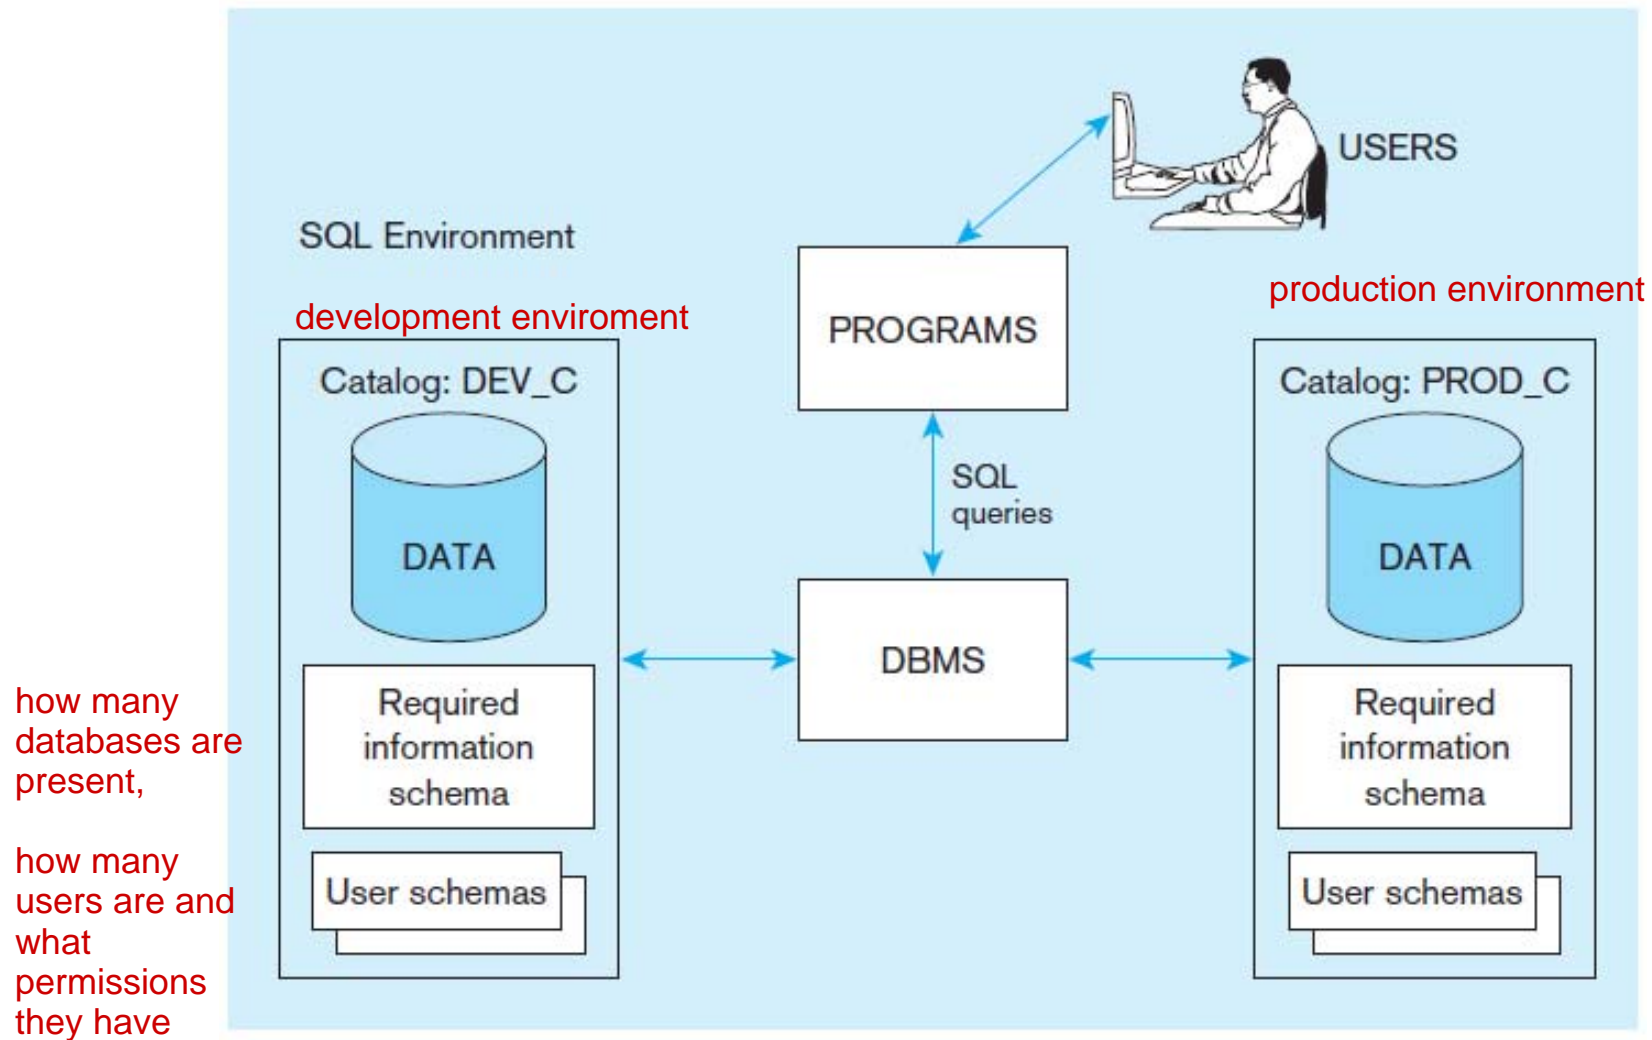 USERS
SQL Environment
production environment
development enviroment
PROGRAMS
Catalog: DEV_C
Catalog: PROD_C
SQL
queries
DATA
DATA
DBMS
how many
databases are
present,
Required
information
schema
Required
information
schema
how many
users are and
what
permissions
they have
User schemas
User schemas